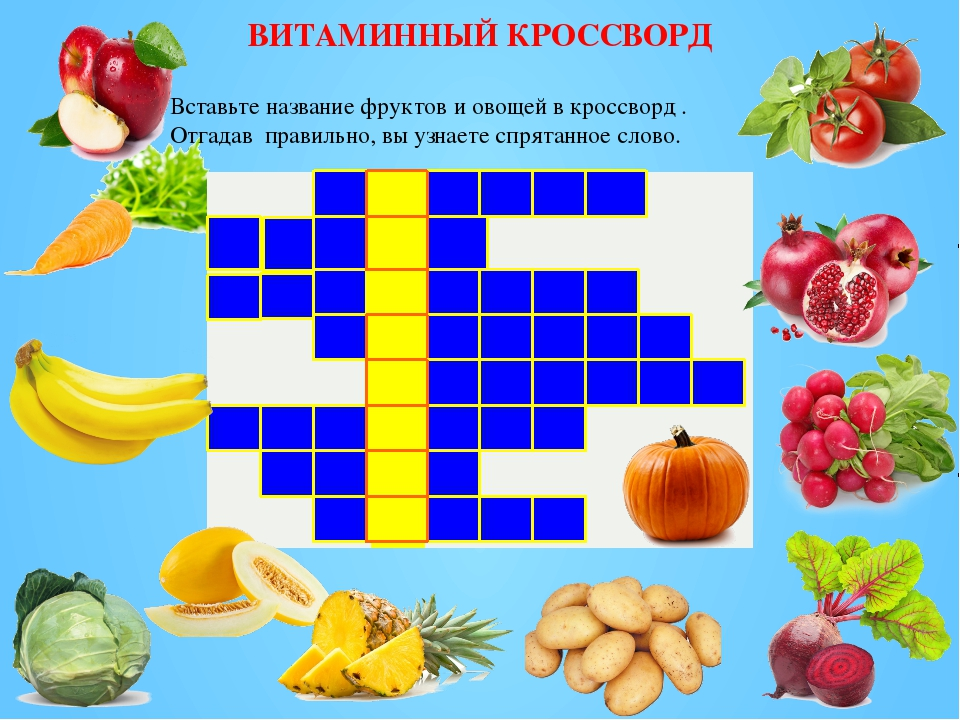 ВИТАМИННЫЙ КРОССВОРД
Вставьте название фруктов и овощей в кроссворд .
Отгадав  правильно, вы узнаете спрятанное слово.